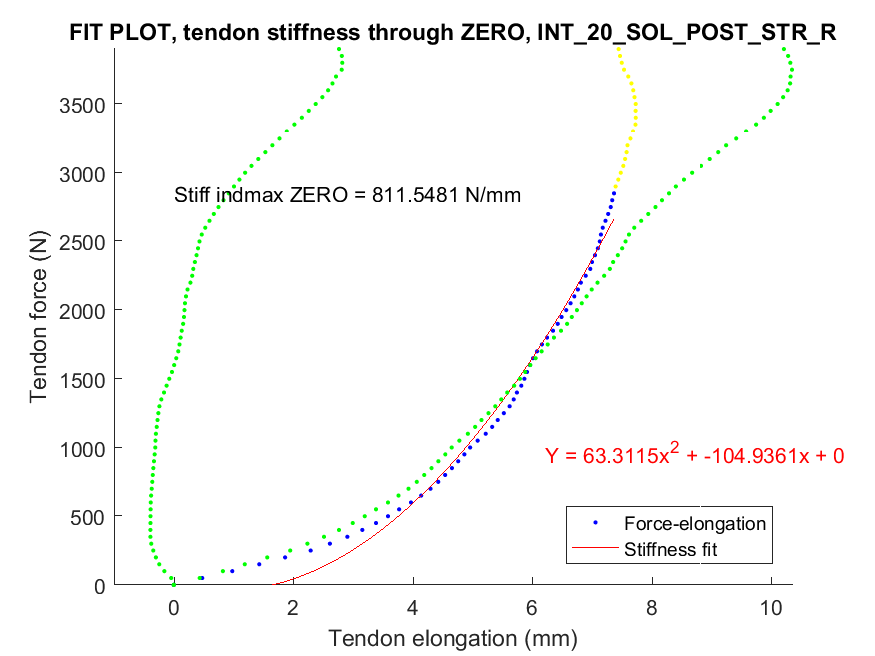 FIT PLOT, tendon stiffness through ZERO, INT_20_SOL_POST_STR_R
Tendon force (N)
3500
3000
2500
2000
1500
1000
500
0
Stiff indmax ZERO = 811.5481 N/mm
Y = 63.3115x² + -104.9361x + 0
Force-elongation
Stiffness fit
0 2 4 6 8 10
Tendon elongation (mm)